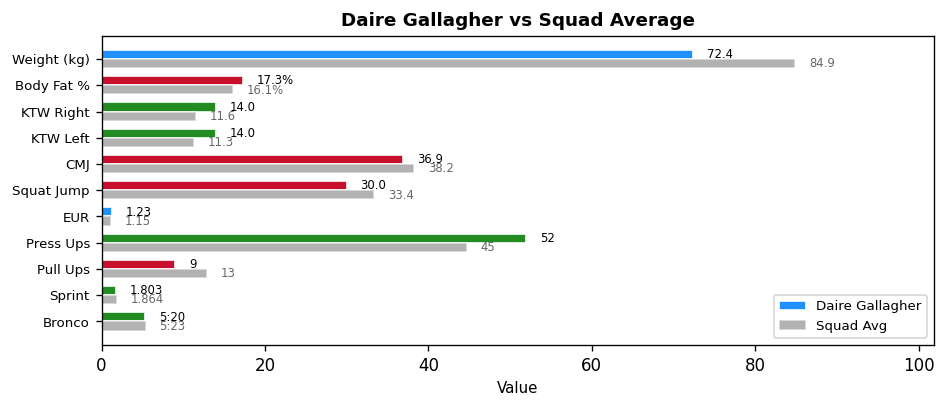 Daire Gallagher vs Squad Average
Weight (kg)
72.4
84.9
Body Fat %
17.3%
16.1%
KTW Right
14.0
11.6
KTW Left
14.0
11.3
CMJ
36.9
38.2
Squat Jump
30.0
33.4
EUR
1.23
1.15
Press Ups
52
45
Pull Ups
9
13
Sprint
1.803
1.864
Bronco
5:20
5:23
Daire Gallagher
Squad Avg
0 20 40 60 80 100
Value